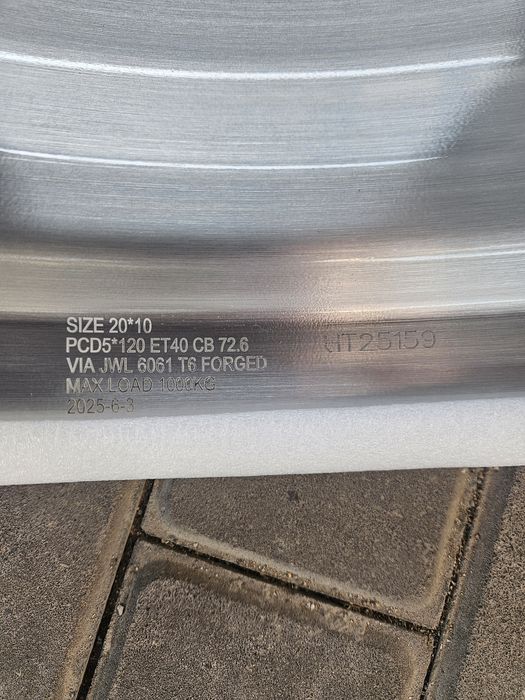 SIZE 20*10
PCD5*120 ET40 CB 72.6
VIA JWL 6061 T6 FORGED
MAX LOAD 1000KG
2025-6-3
HT25159